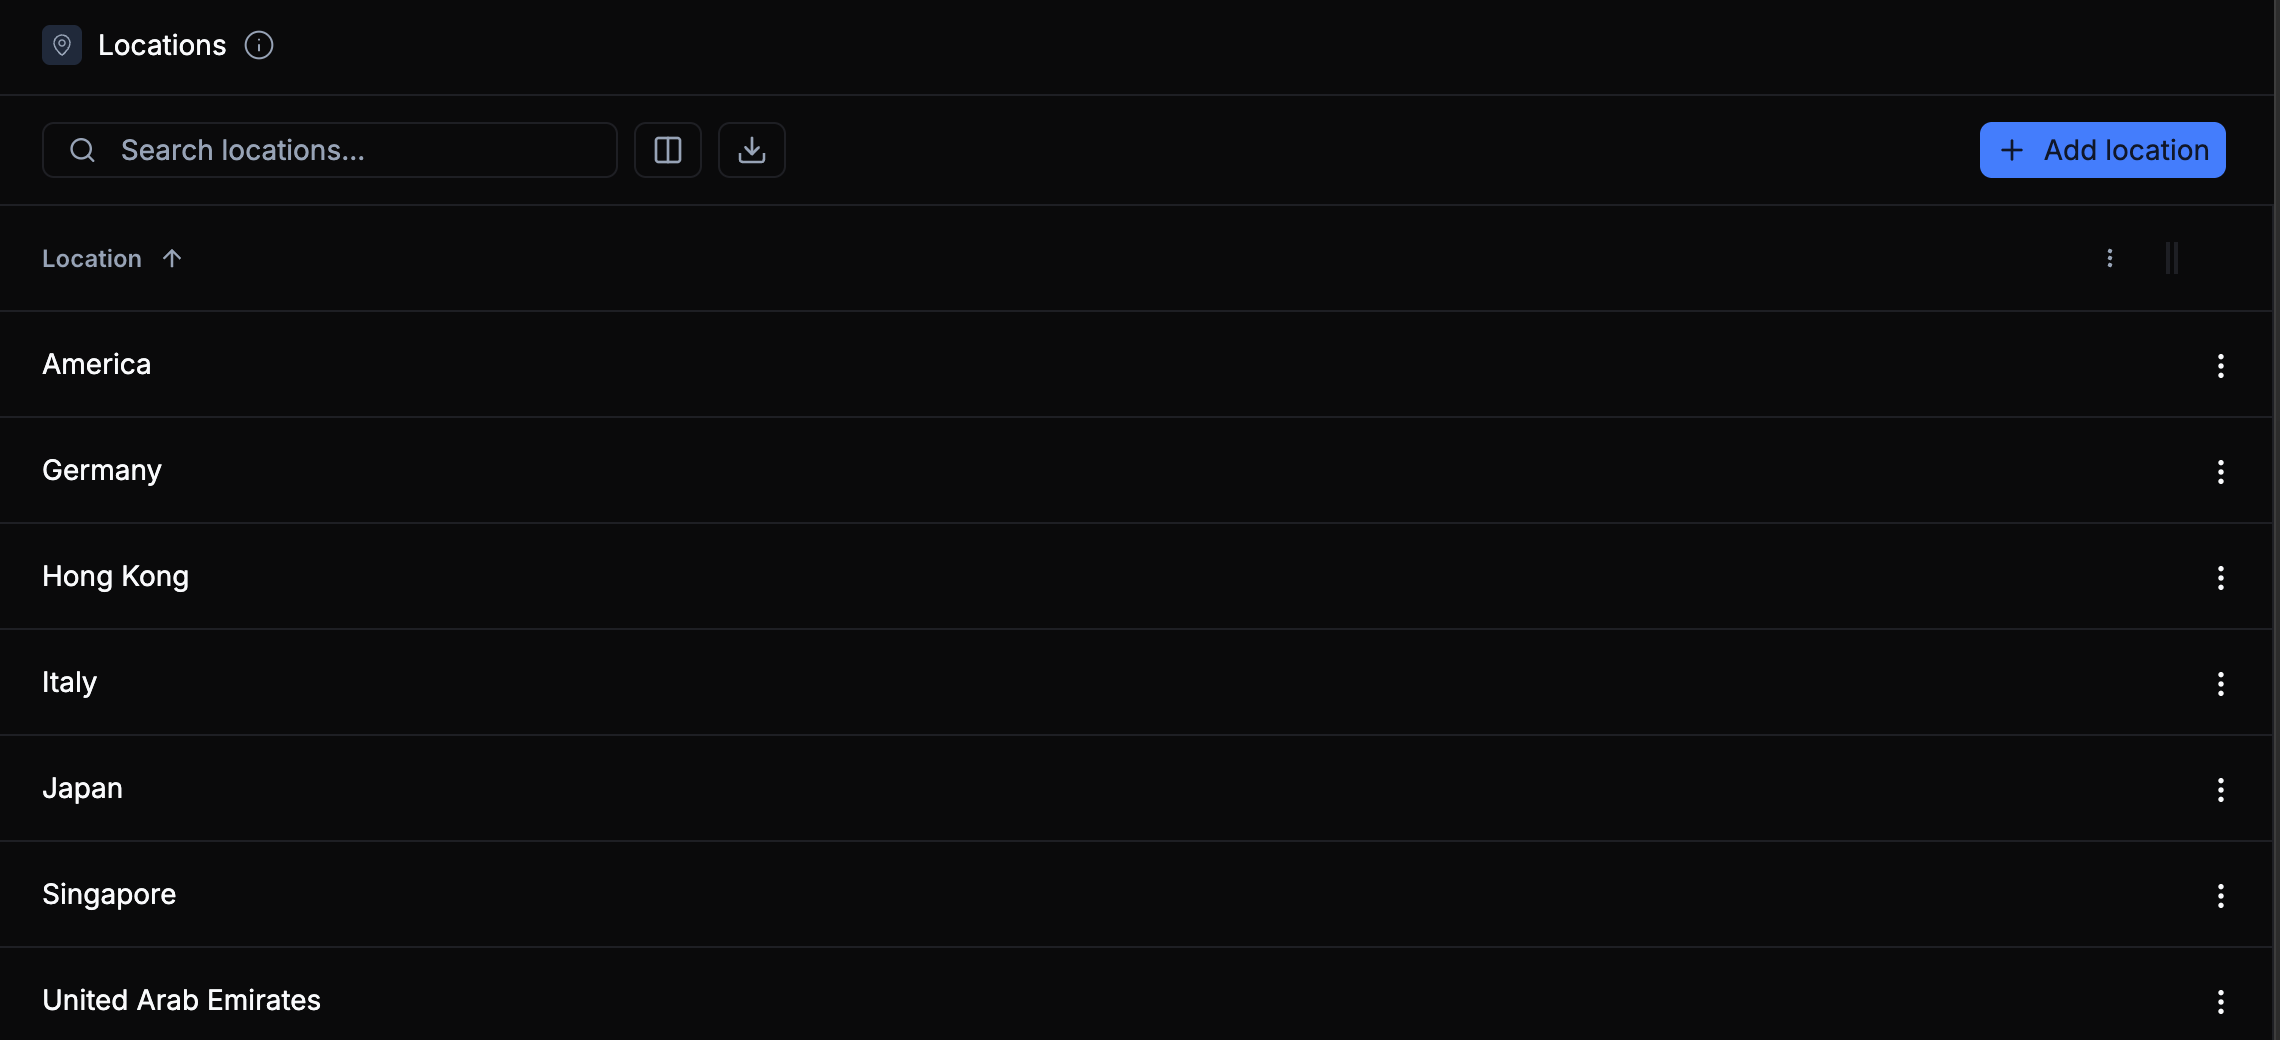 Locations
Search locations...
Add location
Location
America
Germany
Hong Kong
Italy
Japan
Singapore
United Arab Emirates